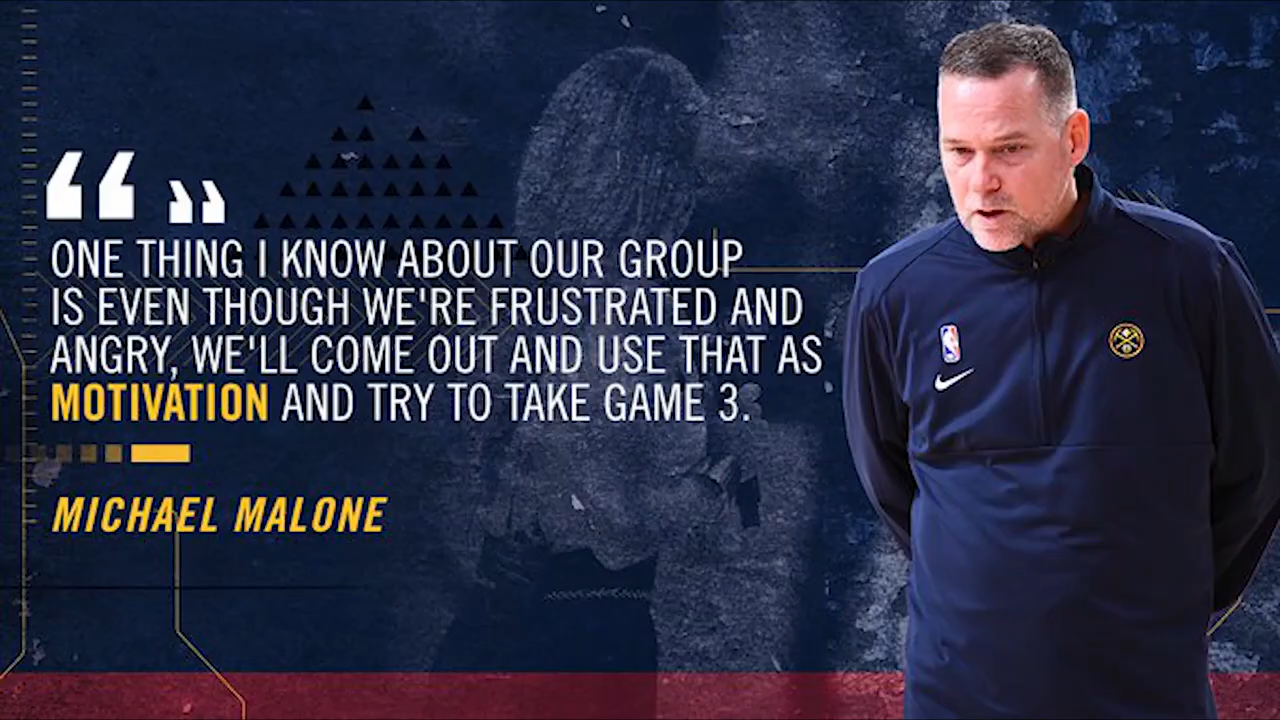 “ ”
ONE THING I KNOW ABOUT OUR GROUP
IS EVEN THOUGH WE'RE FRUSTRATED AND
ANGRY, WE'LL COME OUT AND USE THAT AS
MOTIVATION AND TRY TO TAKE GAME 3.
MICHAEL MALONE